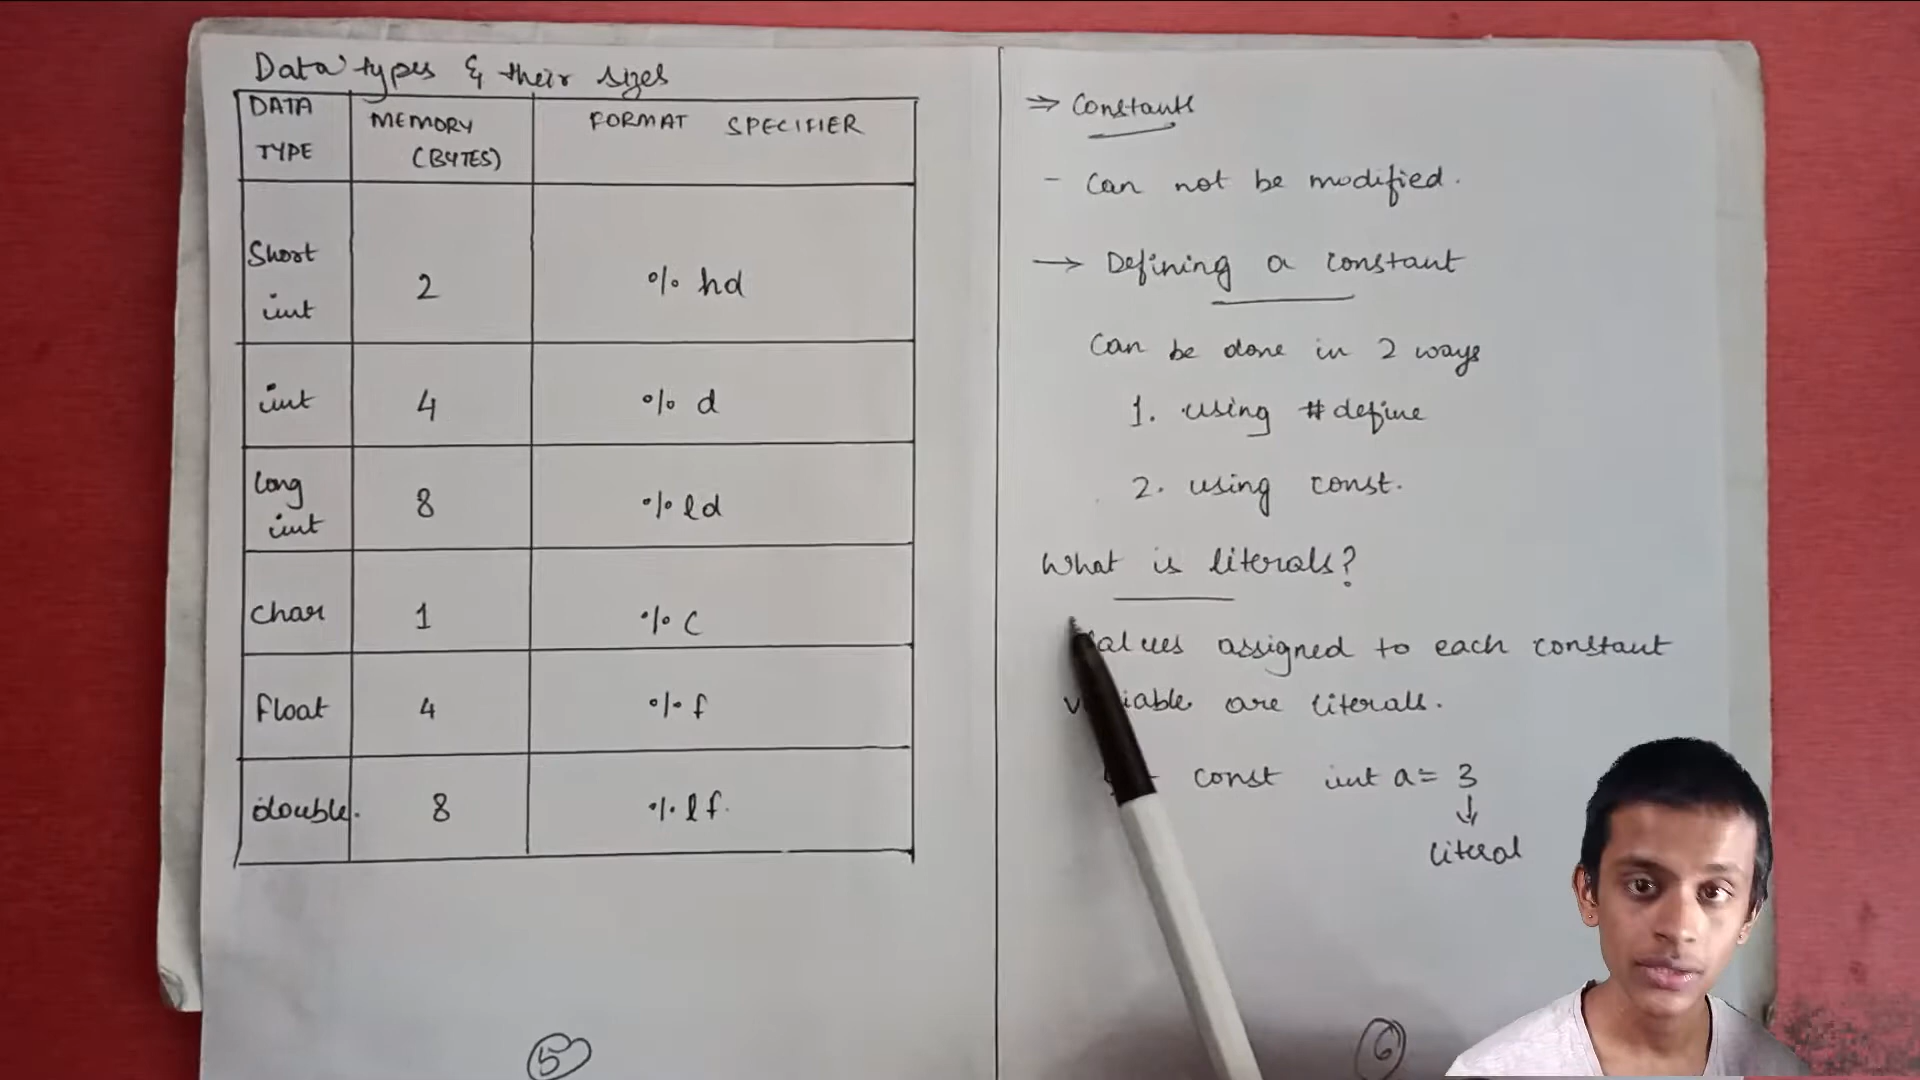 Data types & their sizes
DATA TYPE MEMORY (BYTES) FORMAT SPECIFIER
Short int 2 % hd
int 4 % d
long int 8 % ld
char 1 % c
float 4 % f
double. 8 % lf.
5
⇒ Constants
- Can not be modified.
→ Defining a constant
Can be done in 2 ways
1. using #define
2. using const.
What is literals?
assigned to each constant
are literals.
const int a = 3
↓
literal
6